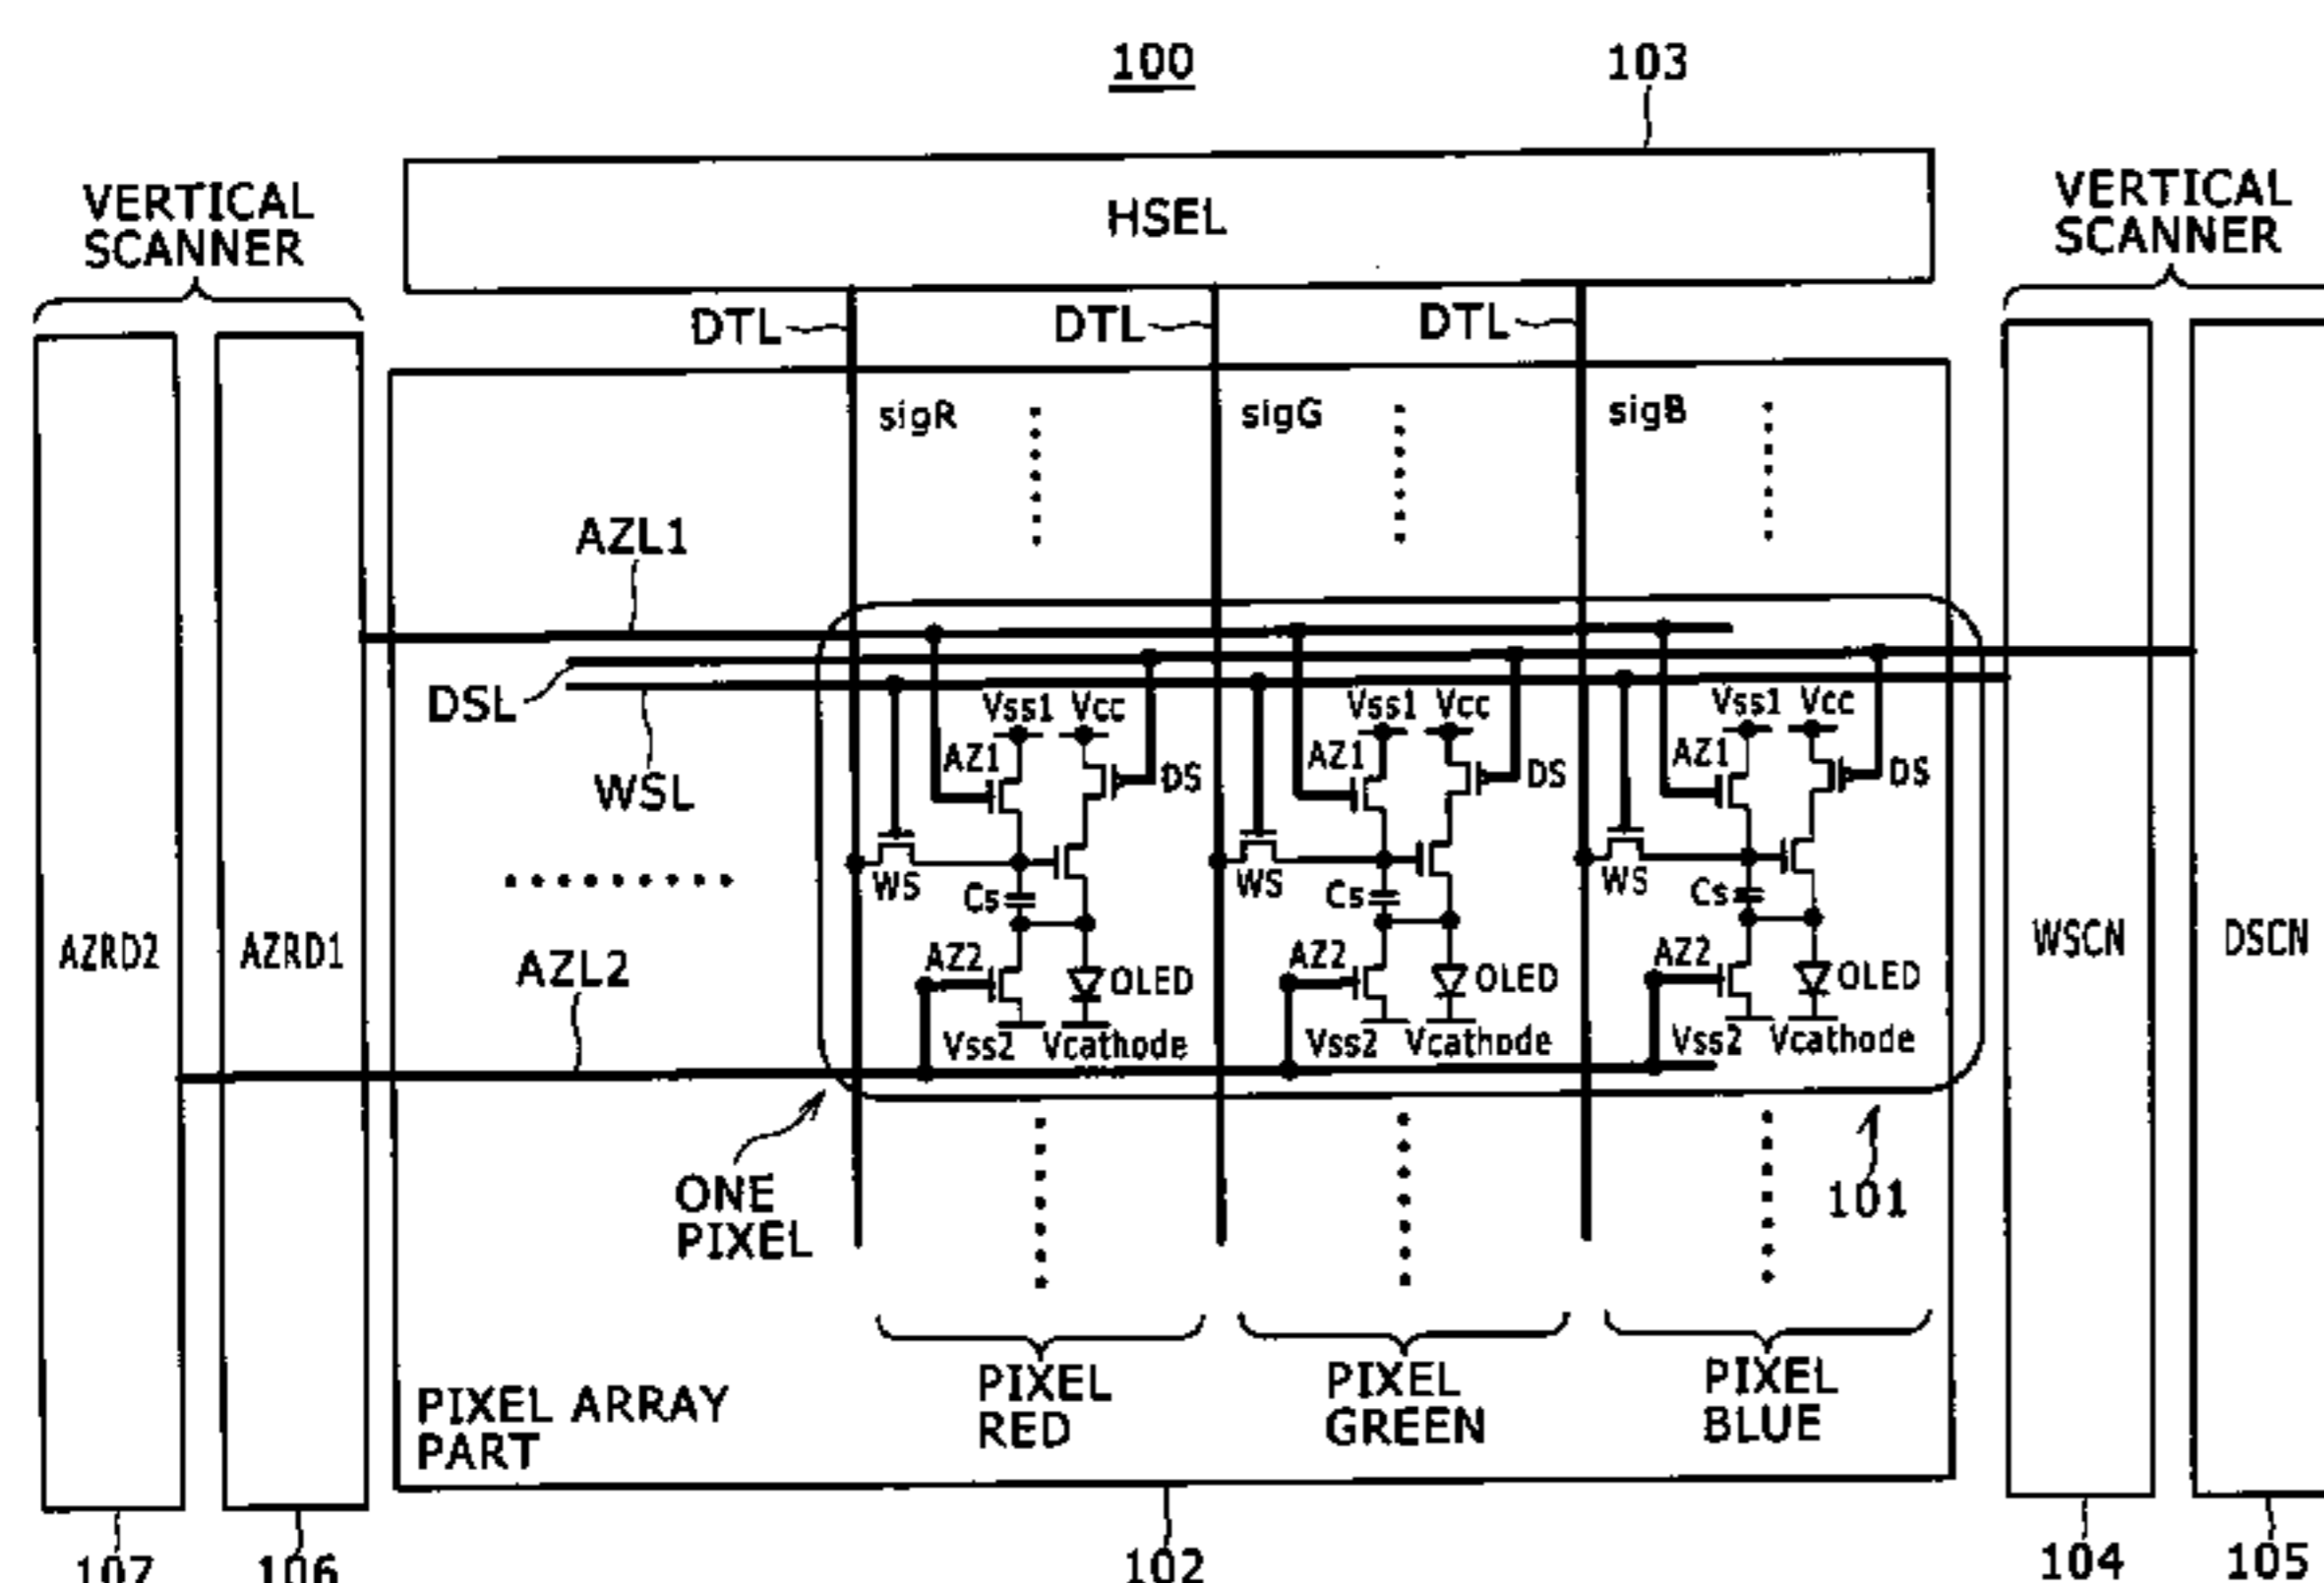 100
103
VERTICAL
SCANNER
HSEL
VERTICAL
SCANNER
DTL
DTL
DTL
sigR
sigG
sigB
AZL1
DSL
WSL
Vss1 Vcc
Vss1 Vcc
Vss1 Vcc
AZ1
DS
AZ1
DS
AZ1
DS
WS
Cs
WS
Cs
WS
Cs
AZRD2
AZRD1
AZL2
AZ2
OLED
AZ2
OLED
AZ2
OLED
WSCN
DSCN
Vss2 Vcathode
Vss2 Vcathode
Vss2 Vcathode
ONE
PIXEL
101
PIXEL ARRAY
PART
PIXEL
RED
PIXEL
GREEN
PIXEL
BLUE
107
106
102
104
105